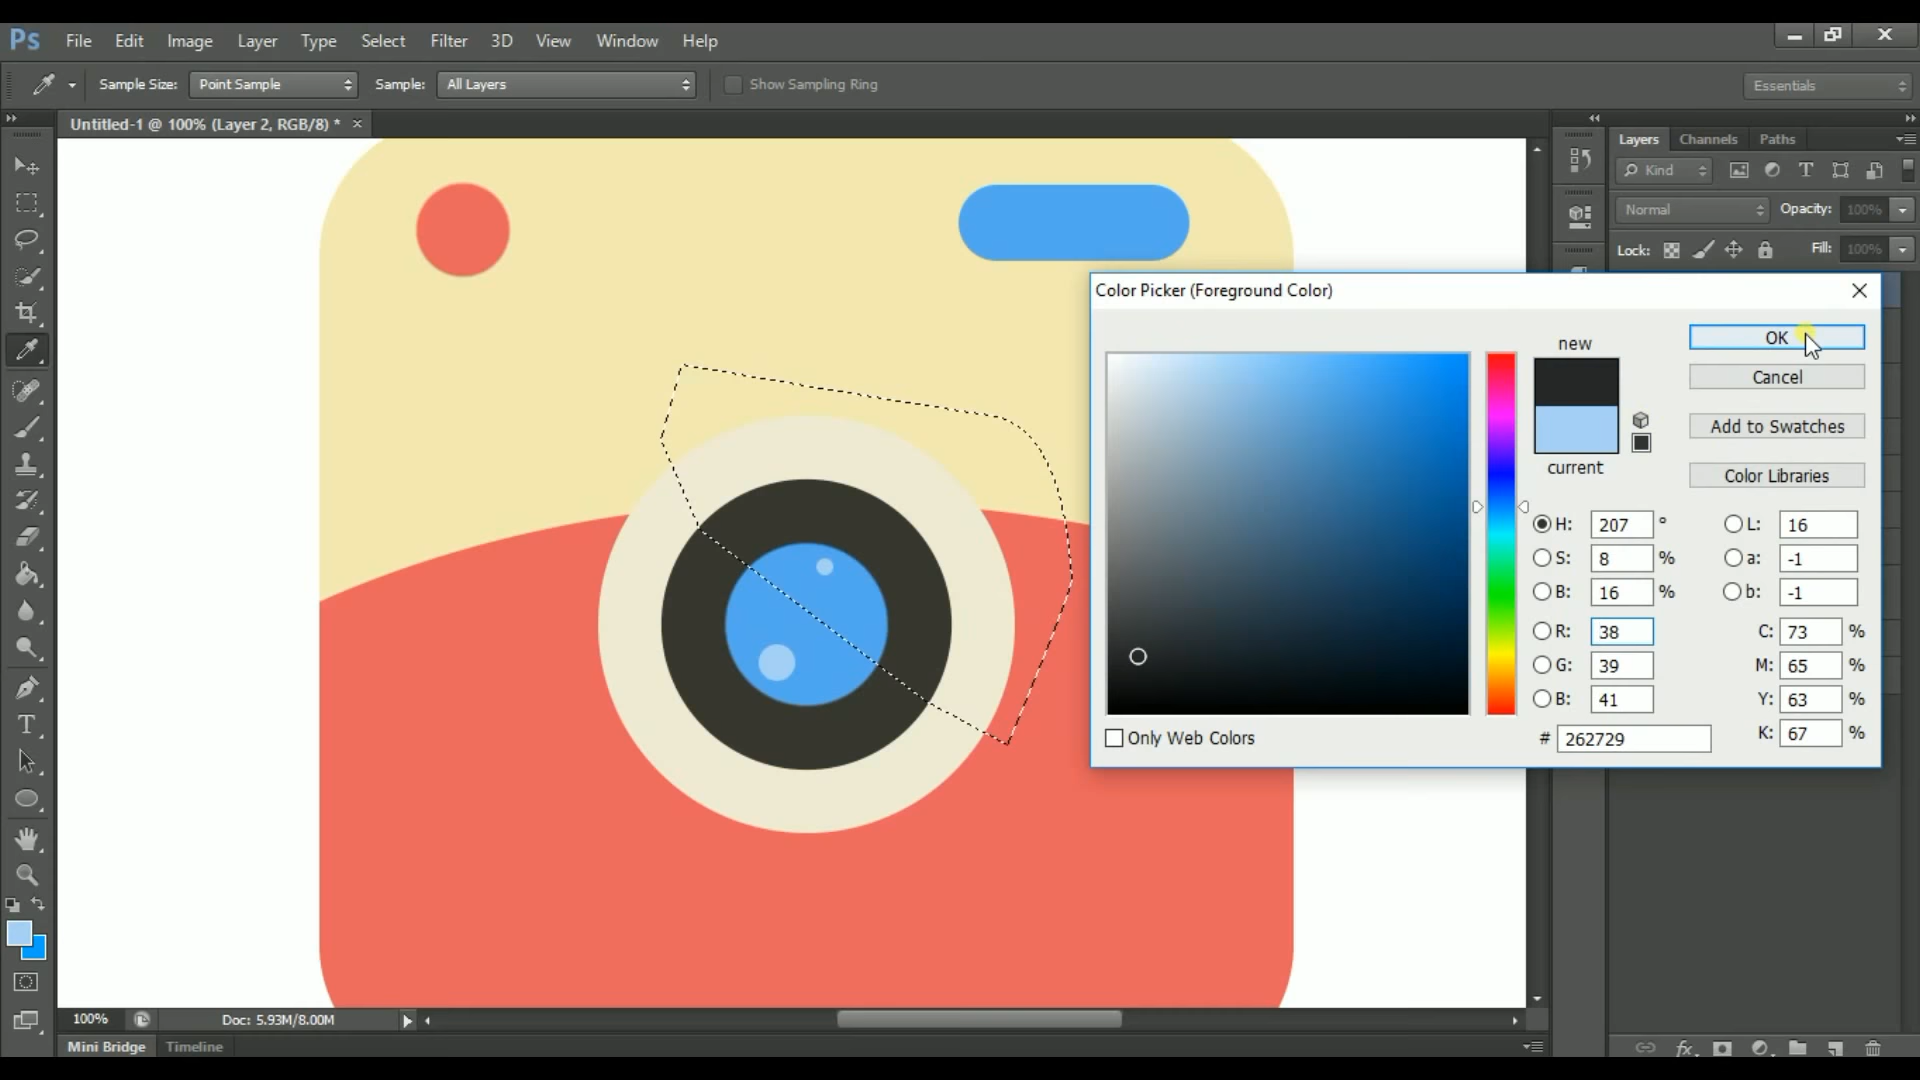 Ps File Edit Image Layer Type Select Filter 3D View Window Help
Sample Size: Point Sample Sample: All Layers Show Sampling Ring Essentials
Untitled-1 @ 100% (Layer 2, RGB/8) * ×
Layers Channels Paths
Kind
Normal Opacity: 100%
Lock: Fill: 100%
Color Picker (Foreground Color)
new
OK
Cancel
Add to Swatches
current
Color Libraries
H: 207 ° L: 16
S: 8 % a: -1
B: 16 % b: -1
R: 38 C: 73 %
G: 39 M: 65 %
B: 41 Y: 63 %
# 262729 K: 67 %
Only Web Colors
100% Doc: 5.93M/8.00M
Mini Bridge Timeline
fx